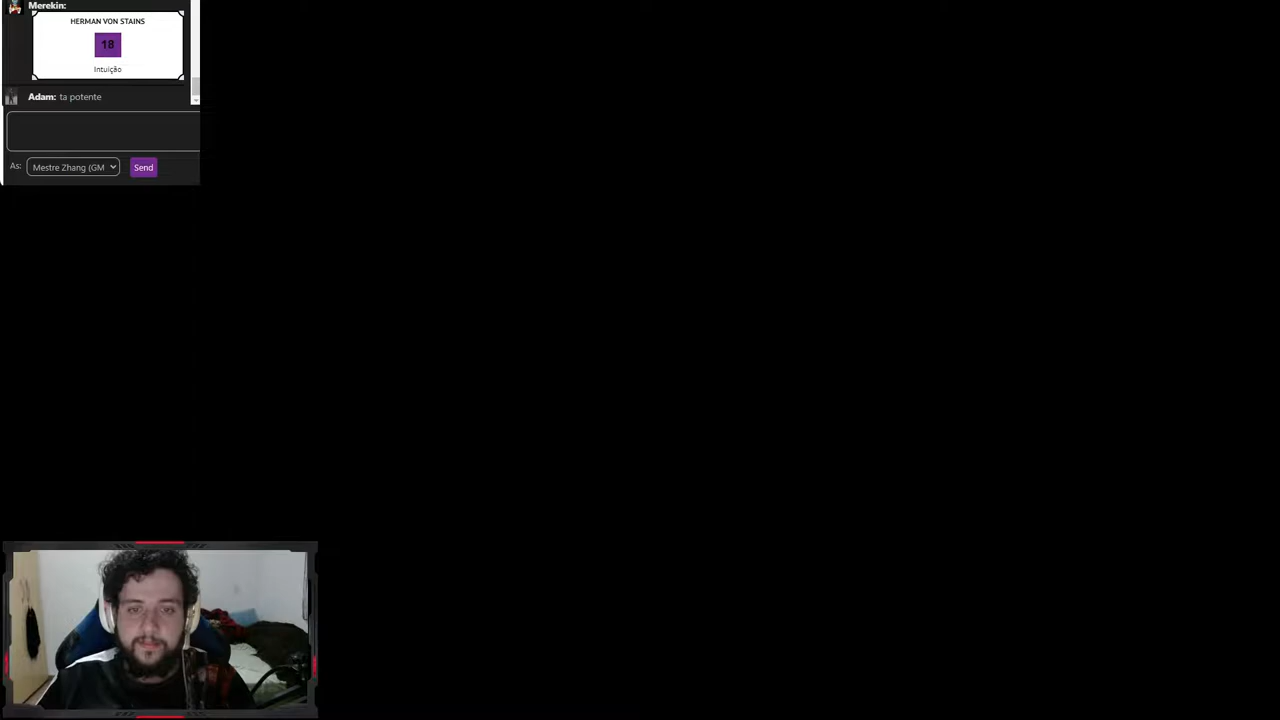 Merekin:
HERMAN VON STAINS
18
Intuição
Adam: ta potente
As: Mestre Zhang (GM Send